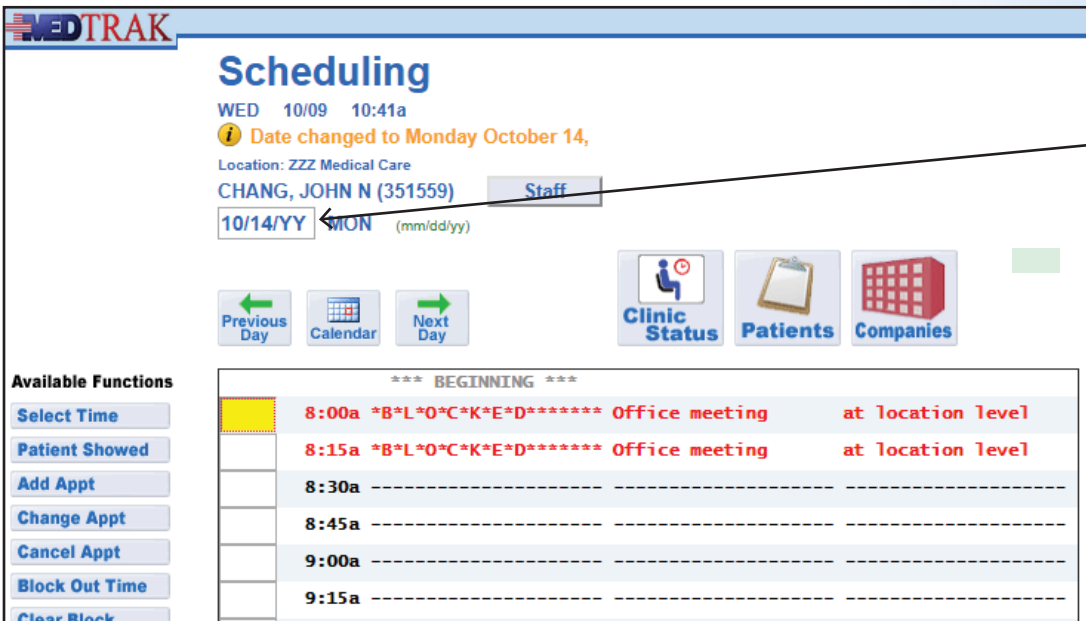 MEDTRAK
Scheduling
WED 10/09 10:41a
i Date changed to Monday October 14,
Location: ZZZ Medical Care
CHANG, JOHN N (351559) Staff
10/14/YY MON (mm/dd/yy)
Previous Day
Calendar
Next Day
Clinic Status
Patients
Companies
Available Functions
Select Time
Patient Showed
Add Appt
Change Appt
Cancel Appt
Block Out Time
Clear Block
*** BEGINNING ***
8:00a *B*L*O*C*K*E*D******* Office meeting at location level
8:15a *B*L*O*C*K*E*D******* Office meeting at location level
8:30a --------------------- -------------------- --------------------
8:45a --------------------- -------------------- --------------------
9:00a --------------------- -------------------- --------------------
9:15a --------------------- -------------------- --------------------